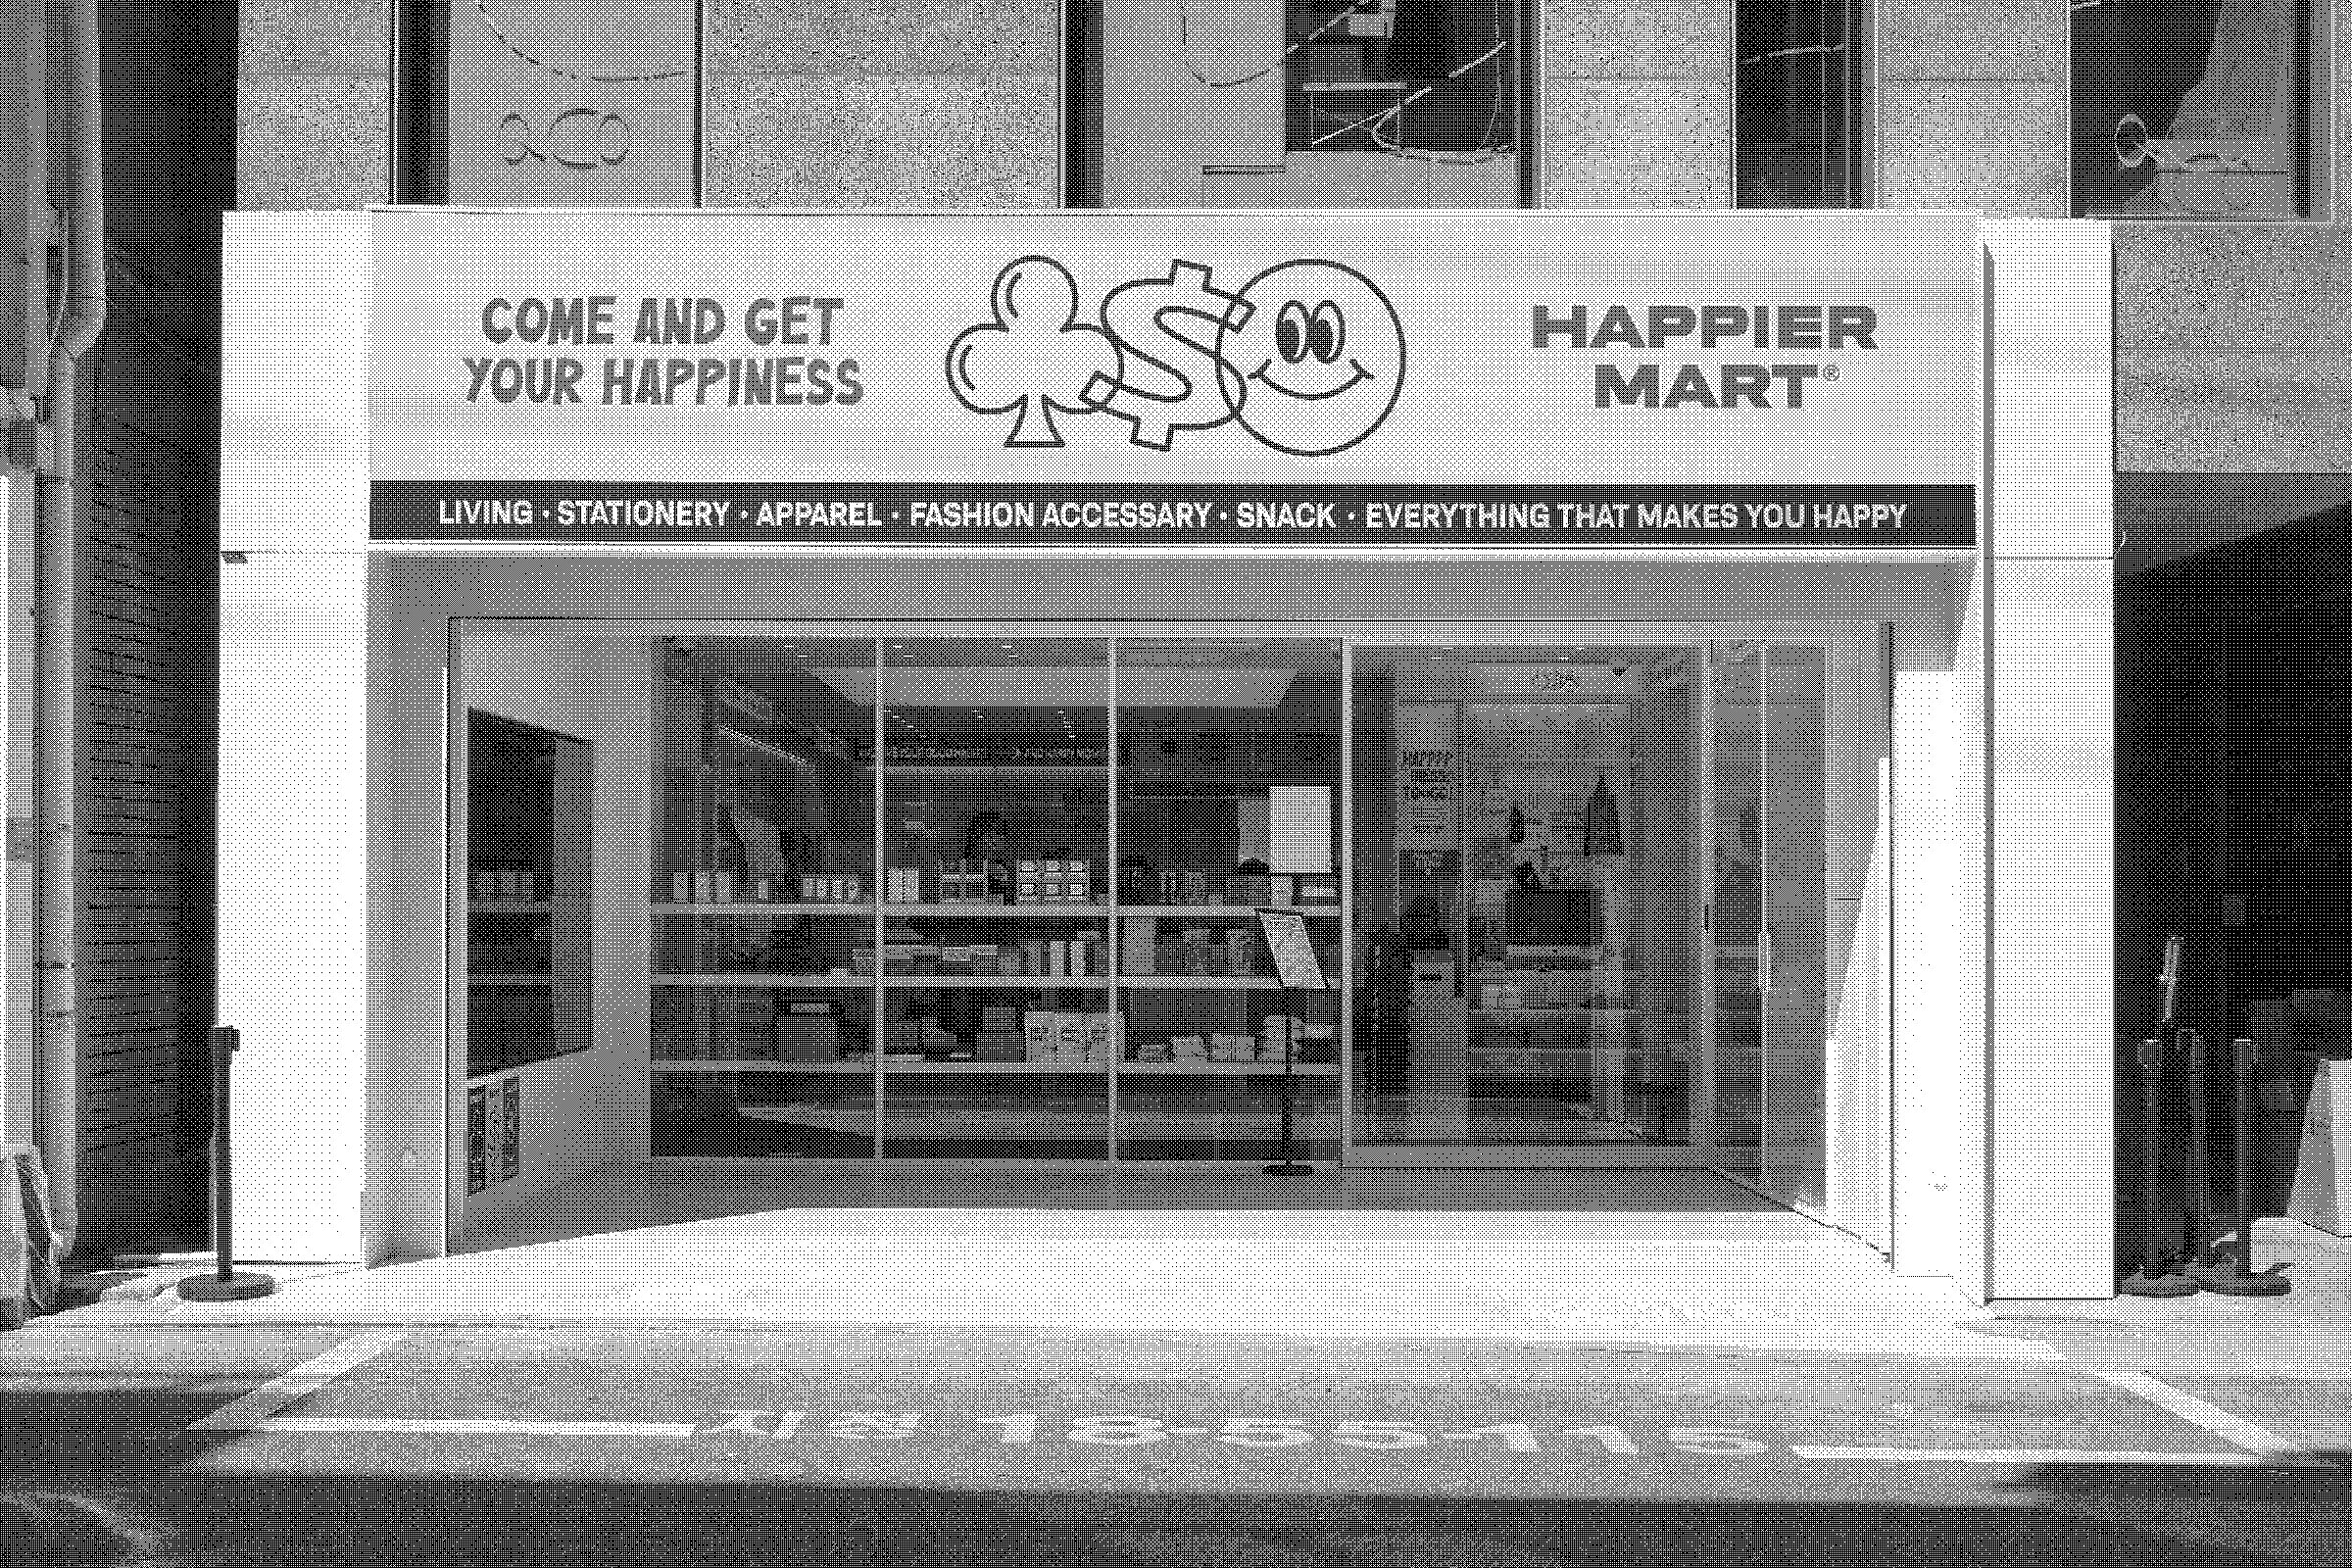 COME AND GET
YOUR HAPPINESS
HAPPIER
MART®
LIVING · STATIONERY · APPAREL · FASHION ACCESSARY · SNACK · EVERYTHING THAT MAKES YOU HAPPY